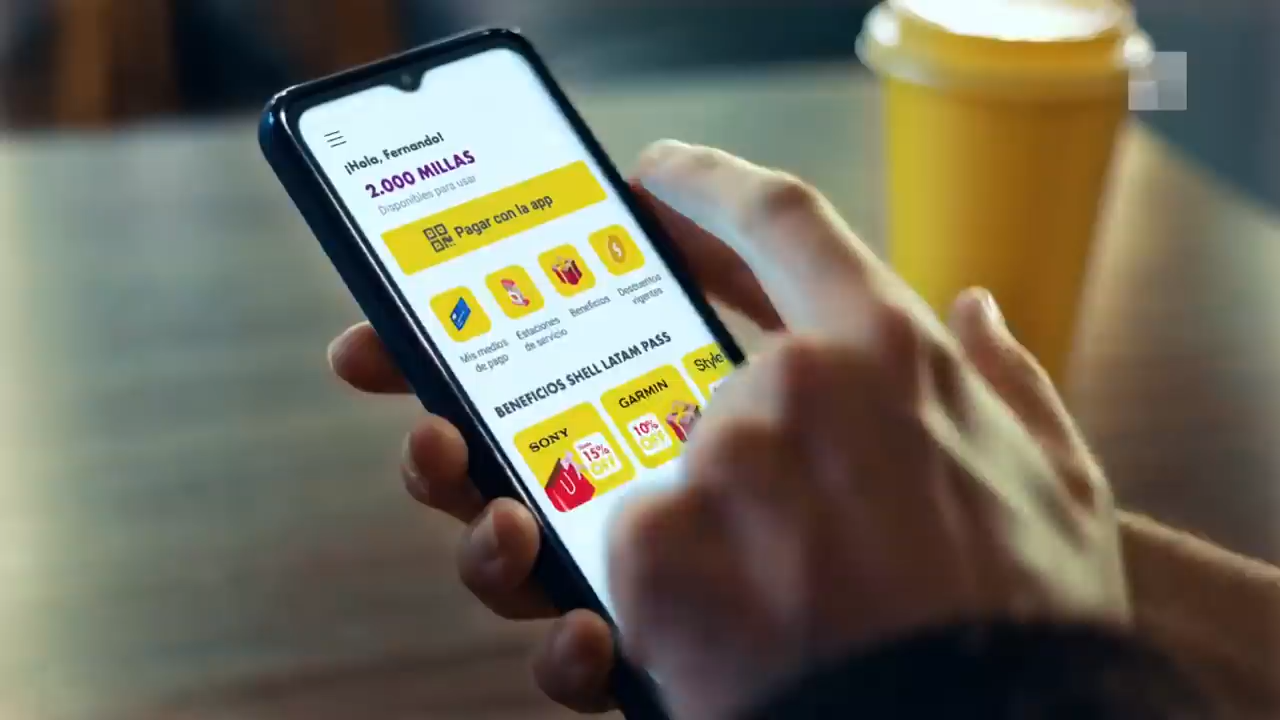 ¡Hola, Fernando!
2.000 MILLAS
Disponibles para usar
Pagar con la app
Mis medios
de pago
Estaciones
de servicio
Beneficios
Descuentos
vigentes
BENEFICIOS SHELL LATAM PASS
SONY
15%
OFF
GARMIN
10%
OFF
Style